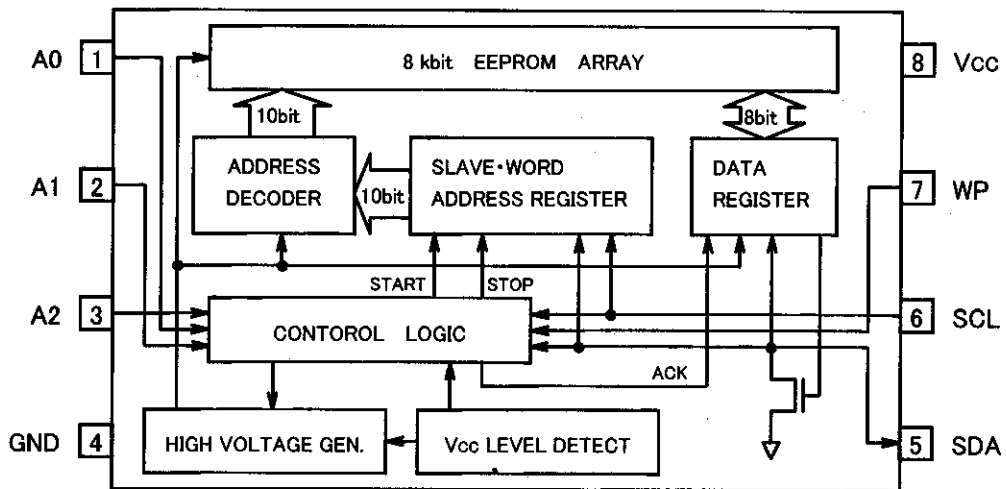 A0 1
8 kbit EEPROM ARRAY
8 Vcc
10bit
8bit
A1 2
ADDRESS
DECODER
10bit
SLAVE・WORD
ADDRESS REGISTER
DATA
REGISTER
7 WP
START
STOP
A2 3
CONTOROL LOGIC
6 SCL
ACK
GND 4
HIGH VOLTAGE GEN.
Vcc LEVEL DETECT
5 SDA